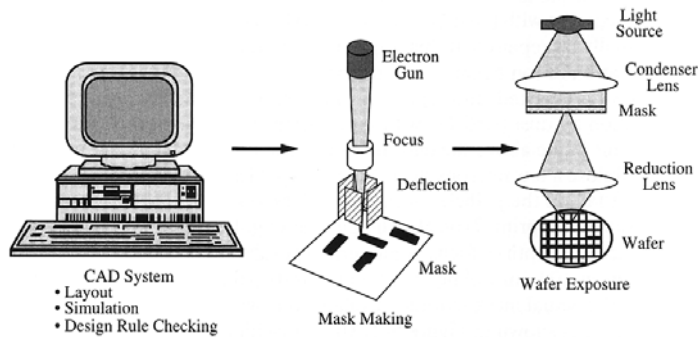 CAD System
• Layout
• Simulation
• Design Rule Checking
Electron
Gun
Focus
Deflection
Mask
Mask Making
Light
Source
Condenser
Lens
Mask
Reduction
Lens
Wafer
Wafer Exposure